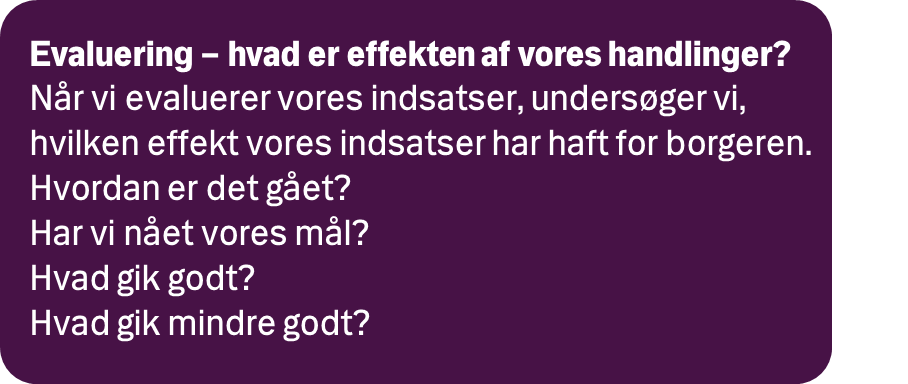 Evaluering – hvad er effekten af vores handlinger?
Når vi evaluerer vores indsatser, undersøger vi,
hvilken effekt vores indsatser har haft for borgeren.
Hvordan er det gået?
Har vi nået vores mål?
Hvad gik godt?
Hvad gik mindre godt?